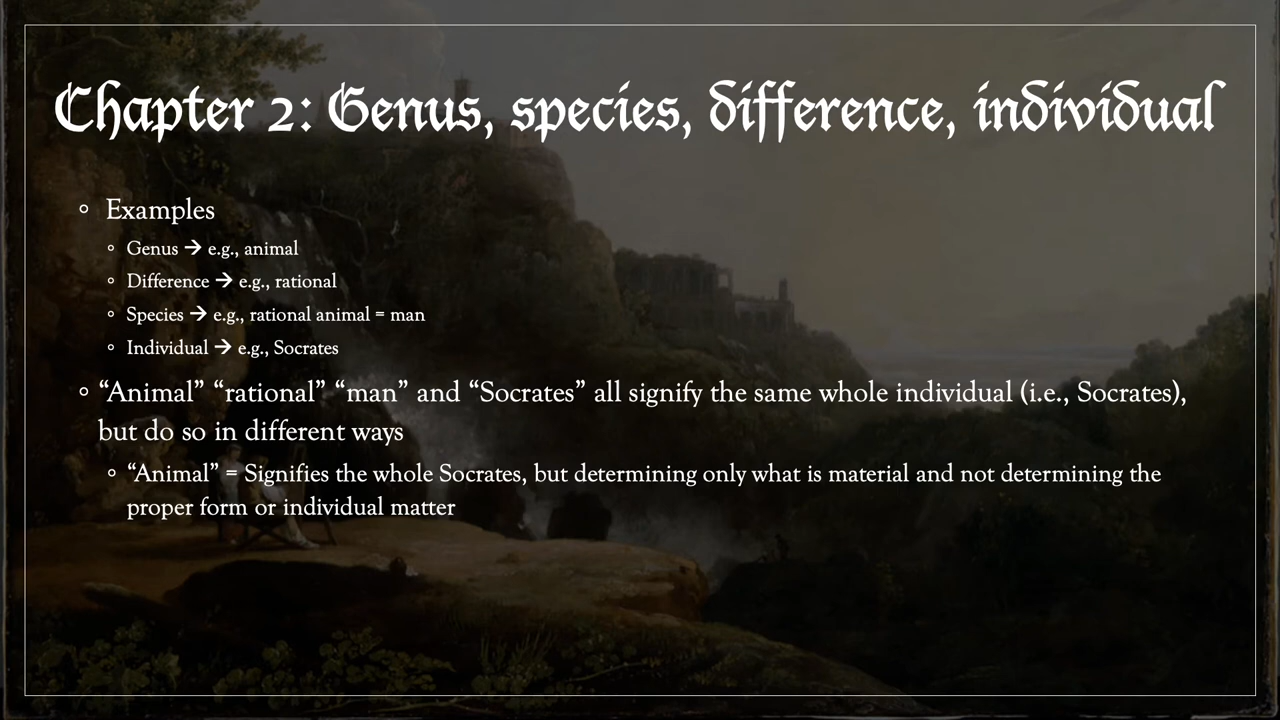 Chapter 2: Genus, species, difference, individual
○ Examples
○ Genus → e.g., animal
○ Difference → e.g., rational
○ Species → e.g., rational animal = man
○ Individual → e.g., Socrates
○ “Animal” “rational” “man” and “Socrates” all signify the same whole individual (i.e., Socrates),
but do so in different ways
○ “Animal” = Signifies the whole Socrates, but determining only what is material and not determining the
proper form or individual matter